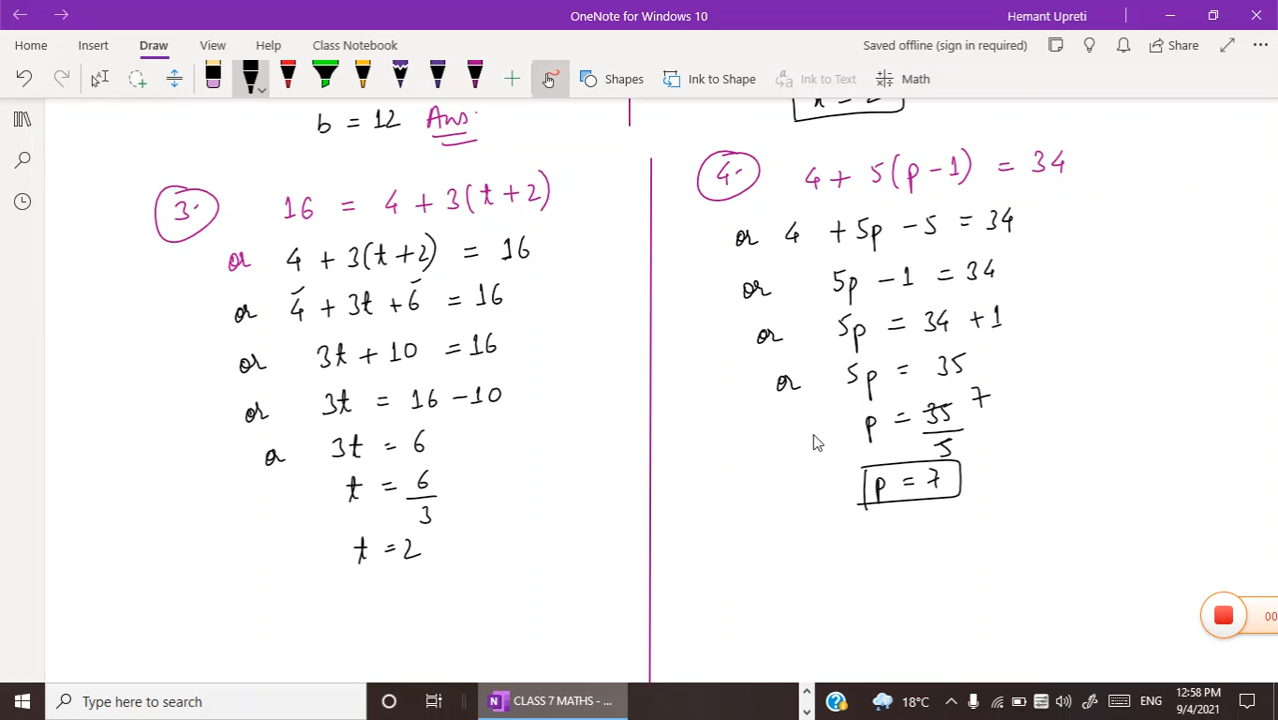 OneNote for Windows 10
Hemant Upreti
Home Insert Draw View Help Class Notebook
Saved offline (sign in required)
Share
Shapes
Ink to Shape
Ink to Text
Math
b = 12 Ans.
3.
16 = 4 + 3(t+2)
or 4 + 3(t+2) = 16
or 4 + 3t + 6 = 16
or 3t + 10 = 16
or 3t = 16 - 10
or 3t = 6
t = 6/3
t = 2
4.
4 + 5(p-1) = 34
or 4 + 5p - 5 = 34
or 5p - 1 = 34
or 5p = 34 + 1
or 5p = 35
p = 35/5 7
p = 7
00
Type here to search
CLASS 7 MATHS - ...
18°C
ENG
12:58 PM
9/4/2021